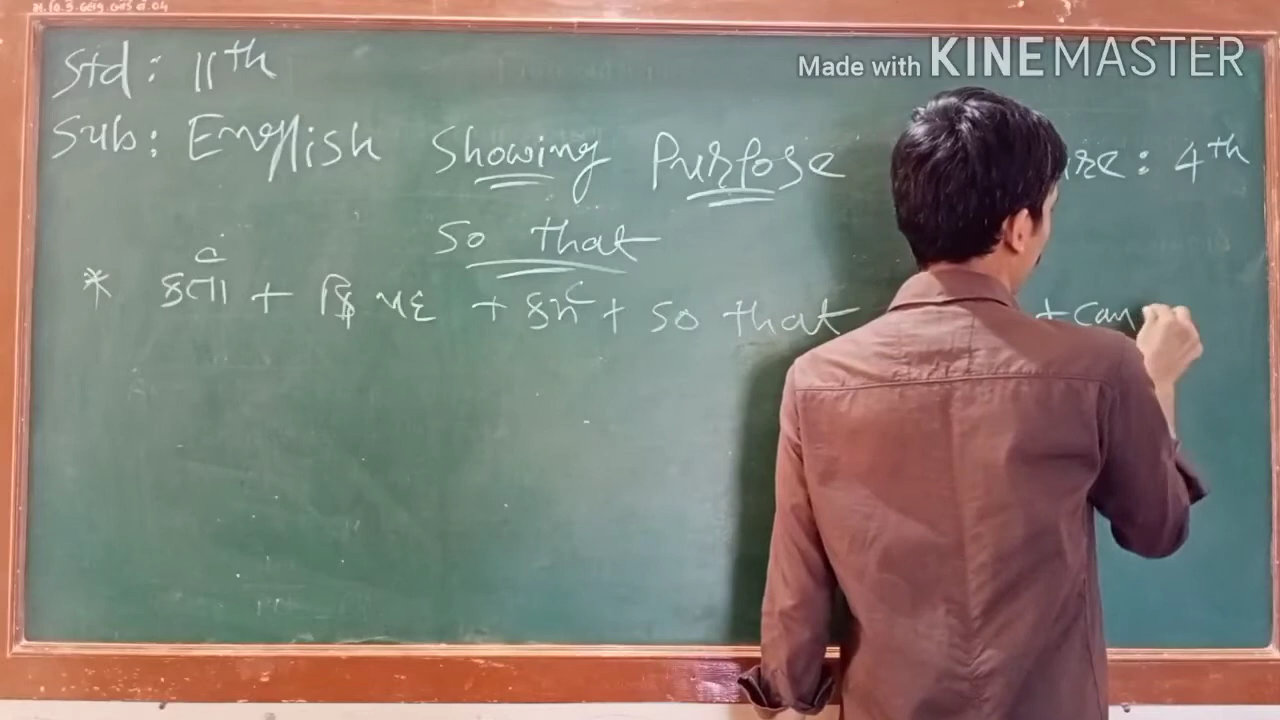 Made with KINEMASTER
Std : 11th
Sub : English Showing Purpose : 4th
So that
* કર્તા + ક્રિ પદ + કર્મ + so that + can